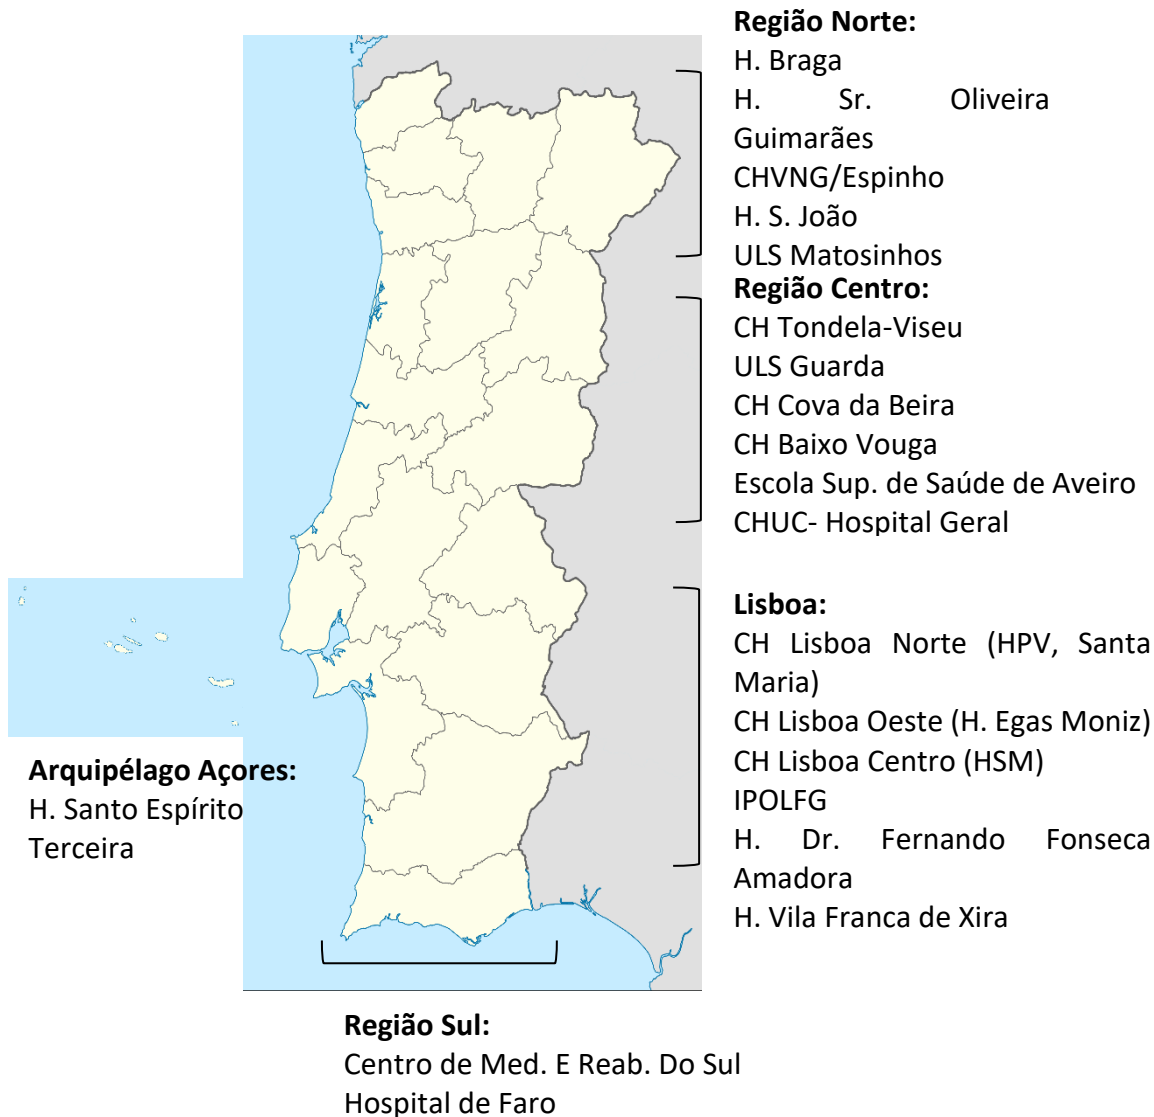 Região Norte:
H. Braga
H. Sr. Oliveira
Guimarães
CHVNG/Espinho
H. S. João
ULS Matosinhos
Região Centro:
CH Tondela-Viseu
ULS Guarda
CH Cova da Beira
CH Baixo Vouga
Escola Sup. de Saúde de Aveiro
CHUC- Hospital Geral
Lisboa:
CH Lisboa Norte (HPV, Santa
Maria)
CH Lisboa Oeste (H. Egas Moniz)
CH Lisboa Centro (HSM)
IPOLFG
H. Dr. Fernando Fonseca
Amadora
H. Vila Franca de Xira
Arquipélago Açores:
H. Santo Espírito
Terceira
Região Sul:
Centro de Med. E Reab. Do Sul
Hospital de Faro